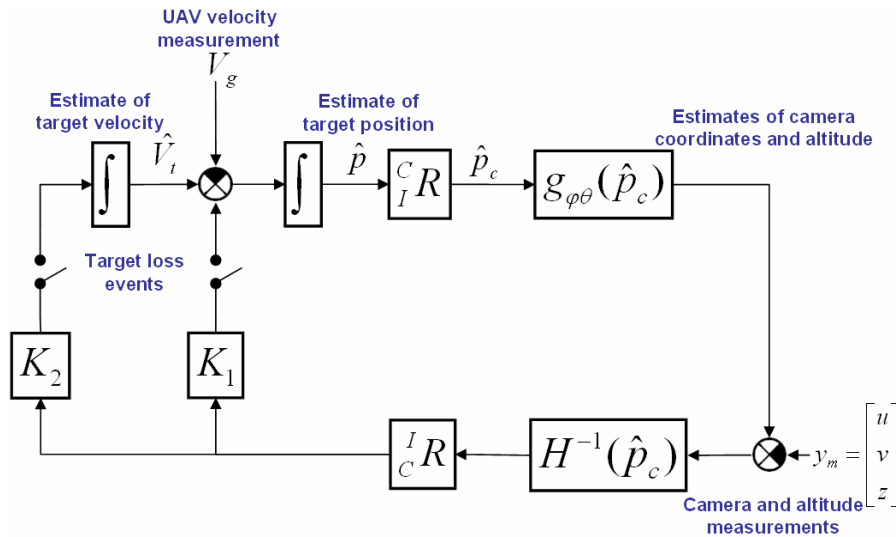 UAV velocity
measurement
V_g
Estimate of
target velocity
Estimate of
target position
Estimates of camera
coordinates and altitude
∫
V̂_t
∫
p̂
^C_I R
p̂_c
g_φθ(p̂_c)
Target loss
events
K_2
K_1
^I_C R
H^{-1}(p̂_c)
y_m = [u
v
z]
Camera and altitude
measurements